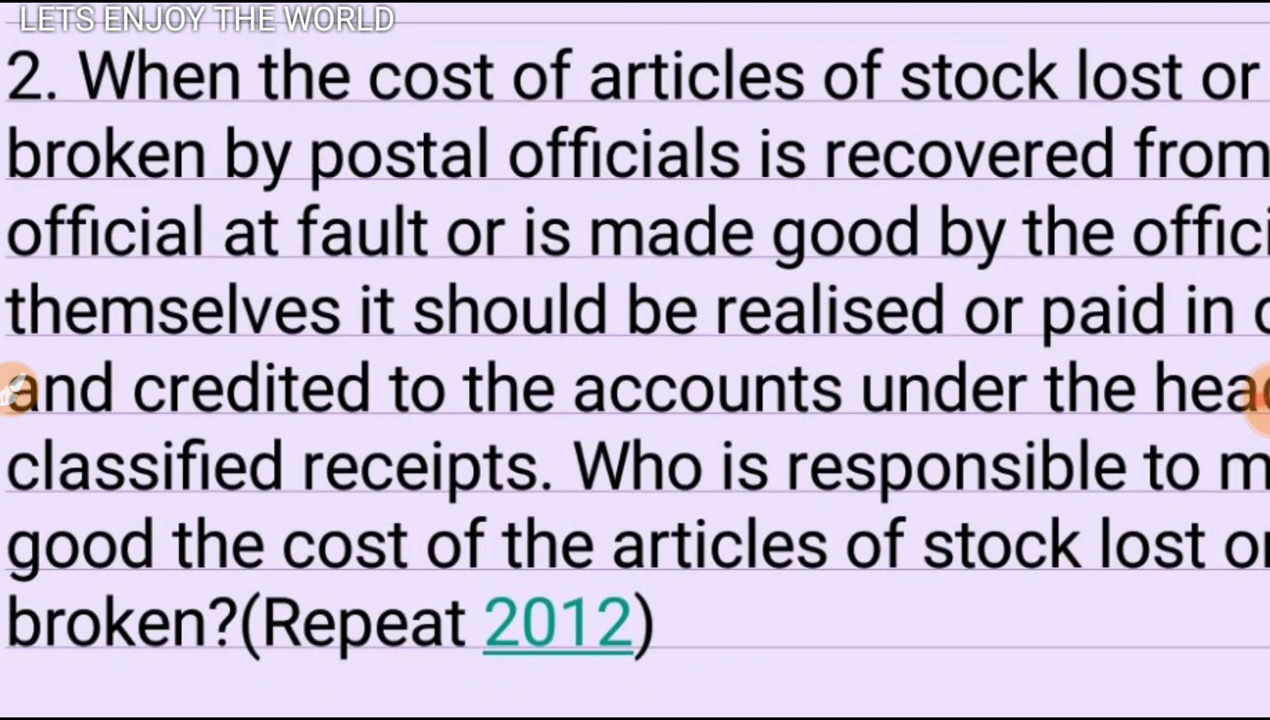 LETS ENJOY THE WORLD
2. When the cost of articles of stock lost or
broken by postal officials is recovered from
official at fault or is made good by the offici
themselves it should be realised or paid in
and credited to the accounts under the head
classified receipts. Who is responsible to m
good the cost of the articles of stock lost or
broken?(Repeat 2012)